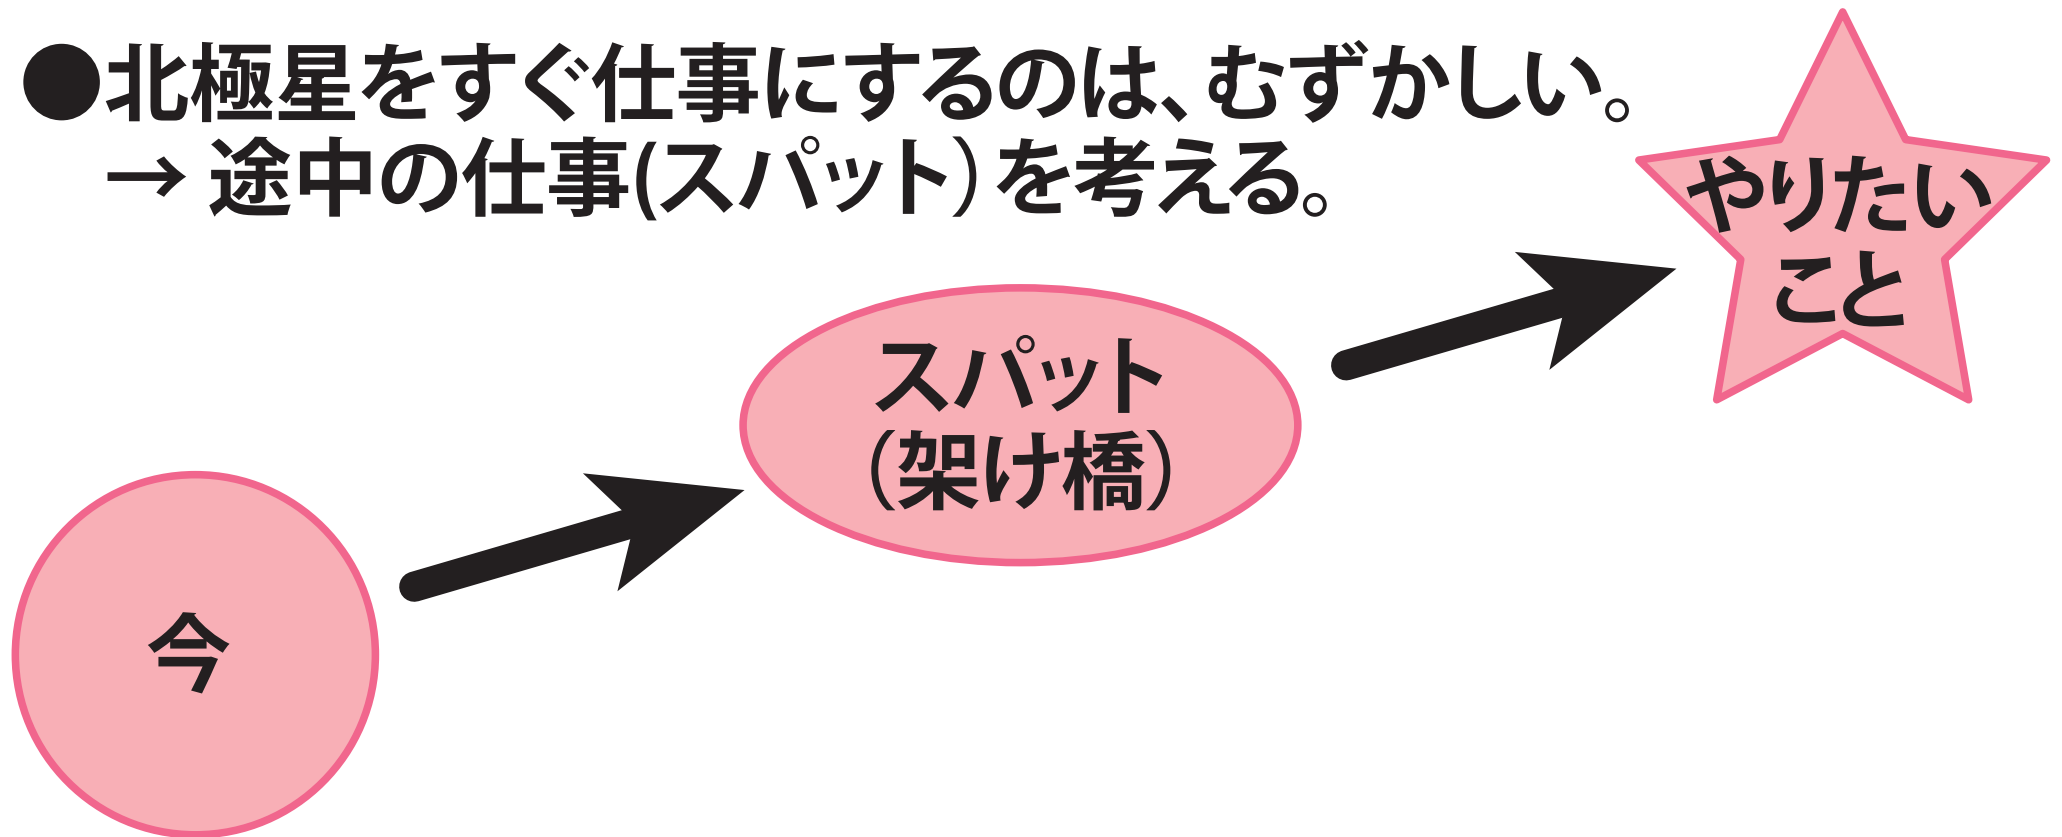 ●北極星をすぐ仕事にするのは、むずかしい。
→ 途中の仕事(スパット）を考える。
やりたい
こと
スパット
（架け橋）
今